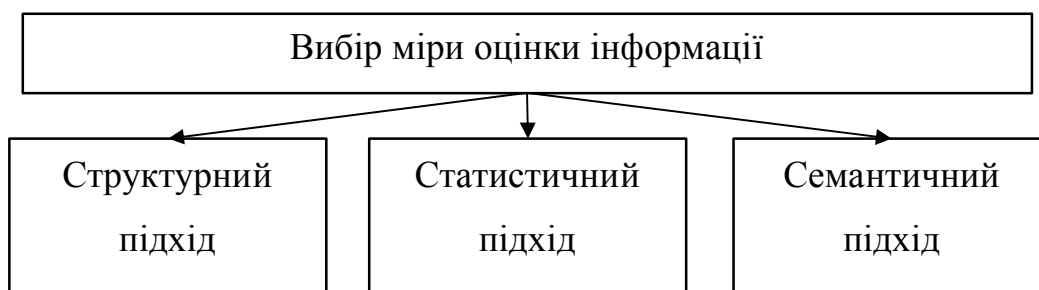 Вибір міри оцінки інформації
Структурний
підхід
Статистичний
підхід
Семантичний
підхід